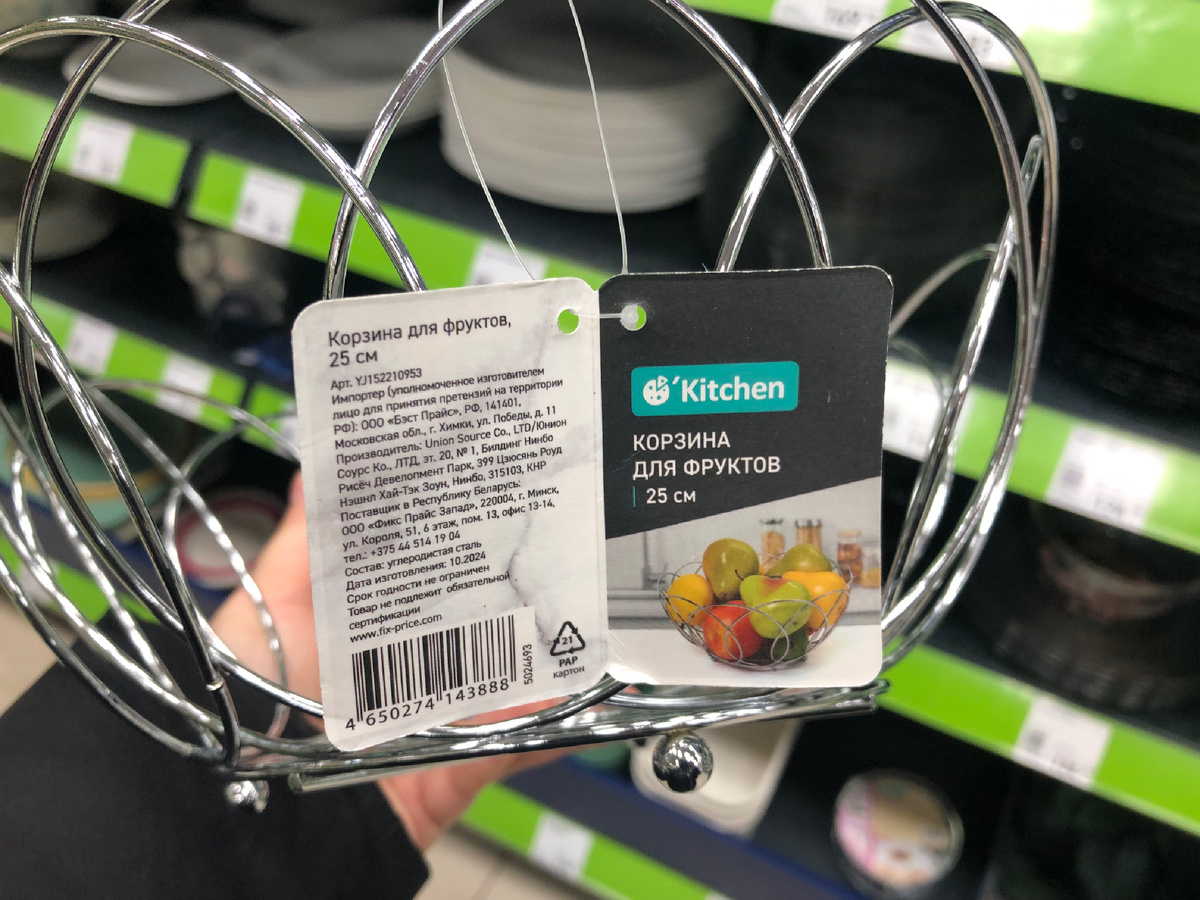 Корзина для фруктов,
25 см
Арт. YJ152210953
Импортер (уполномоченное изготовителем
лицо для принятия претензий на территории
РФ): ООО «Бэст Прайс», РФ, 141401,
Московская обл., г. Химки, ул. Победы, д. 11
Производитель: Union Source Co., LTD/Юнион
Соурс Ко., ЛТД, эт. 20, № 1, Билдинг Нинбо
Рисёч Девелопмент Парк, 399 Цзюсянь Роуд
Нэшнл Хай-Тэк Зоун, Нинбо, 315103, КНР
Поставщик в Республику Беларусь:
ООО «Фикс Прайс Запад», 220004, г. Минск,
ул. Короля, 51, 6 этаж, пом. 13, офис 13-14,
тел.: +375 44 514 19 04
Состав: углеродистая сталь
Дата изготовления: 10.2024
Срок годности не ограничен
Товар не подлежит обязательной
сертификации
www.fix-price.com
4 650274 143888
5024693
21
PAP
картон
'Kitchen
КОРЗИНА
ДЛЯ ФРУКТОВ
25 см